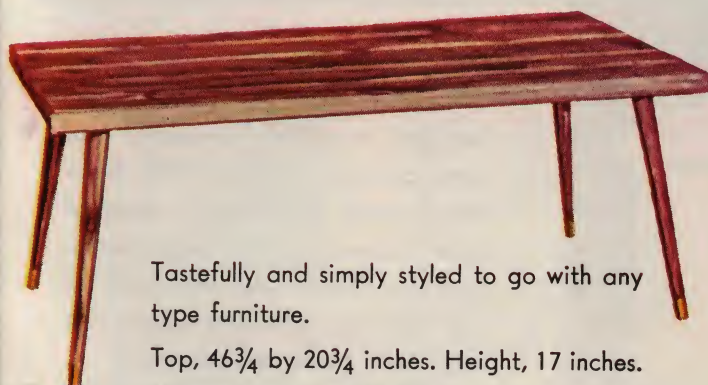 Tastefully and simply styled to go with any
type furniture.
Top, 46¾ by 20¾ inches. Height, 17 inches.